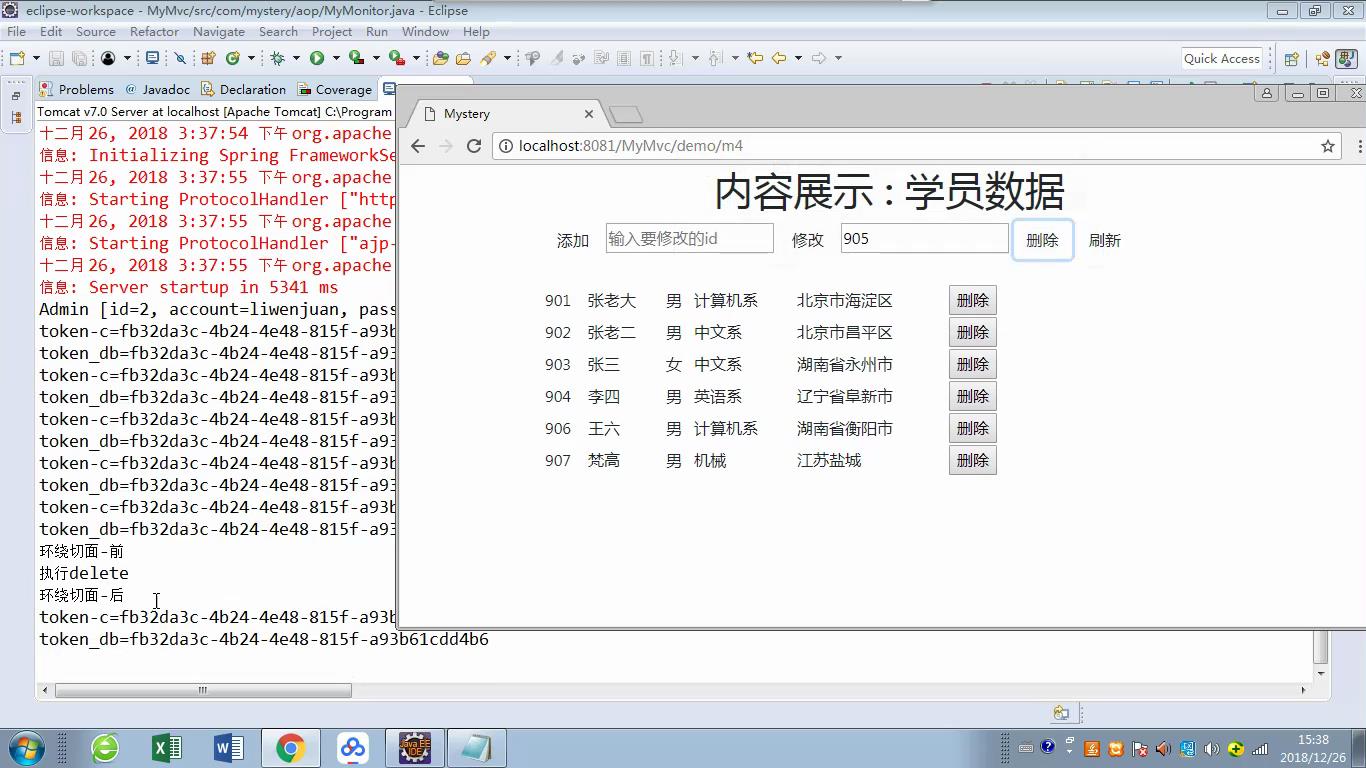 eclipse-workspace - MyMvc/src/com/mystery/aop/MyMonitor.java - Eclipse
File Edit Source Refactor Navigate Search Project Run Window Help
Quick Access
Problems @ Javadoc Declaration Coverage
Tomcat v7.0 Server at localhost [Apache Tomcat] C:\Program
十二月 26, 2018 3:37:54 下午 org.apache
信息: Initializing Spring FrameworkSe
十二月 26, 2018 3:37:55 下午 org.apache
信息: Starting ProtocolHandler ["http
十二月 26, 2018 3:37:55 下午 org.apache
信息: Starting ProtocolHandler ["ajp-
十二月 26, 2018 3:37:55 下午 org.apache
信息: Server startup in 5341 ms
Admin [id=2, account=liwenjuan, pass
token-c=fb32da3c-4b24-4e48-815f-a93b
token_db=fb32da3c-4b24-4e48-815f-a93
token-c=fb32da3c-4b24-4e48-815f-a93b
token_db=fb32da3c-4b24-4e48-815f-a93
token-c=fb32da3c-4b24-4e48-815f-a93b
token_db=fb32da3c-4b24-4e48-815f-a93
token-c=fb32da3c-4b24-4e48-815f-a93b
token_db=fb32da3c-4b24-4e48-815f-a93
token-c=fb32da3c-4b24-4e48-815f-a93b
token_db=fb32da3c-4b24-4e48-815f-a93
环绕切面-前
执行delete
环绕切面-后
token-c=fb32da3c-4b24-4e48-815f-a93b
token_db=fb32da3c-4b24-4e48-815f-a93b61cdd4b6
Mystery
localhost:8081/MyMvc/demo/m4
内容展示 : 学员数据
添加 输入要修改的id 修改 905 删除 刷新
901 张老大 男 计算机系 北京市海淀区 删除
902 张老二 男 中文系 北京市昌平区 删除
903 张三 女 中文系 湖南省永州市 删除
904 李四 男 英语系 辽宁省阜新市 删除
906 王六 男 计算机系 湖南省衡阳市 删除
907 梵高 男 机械 江苏盐城 删除
15:38
2018/12/26